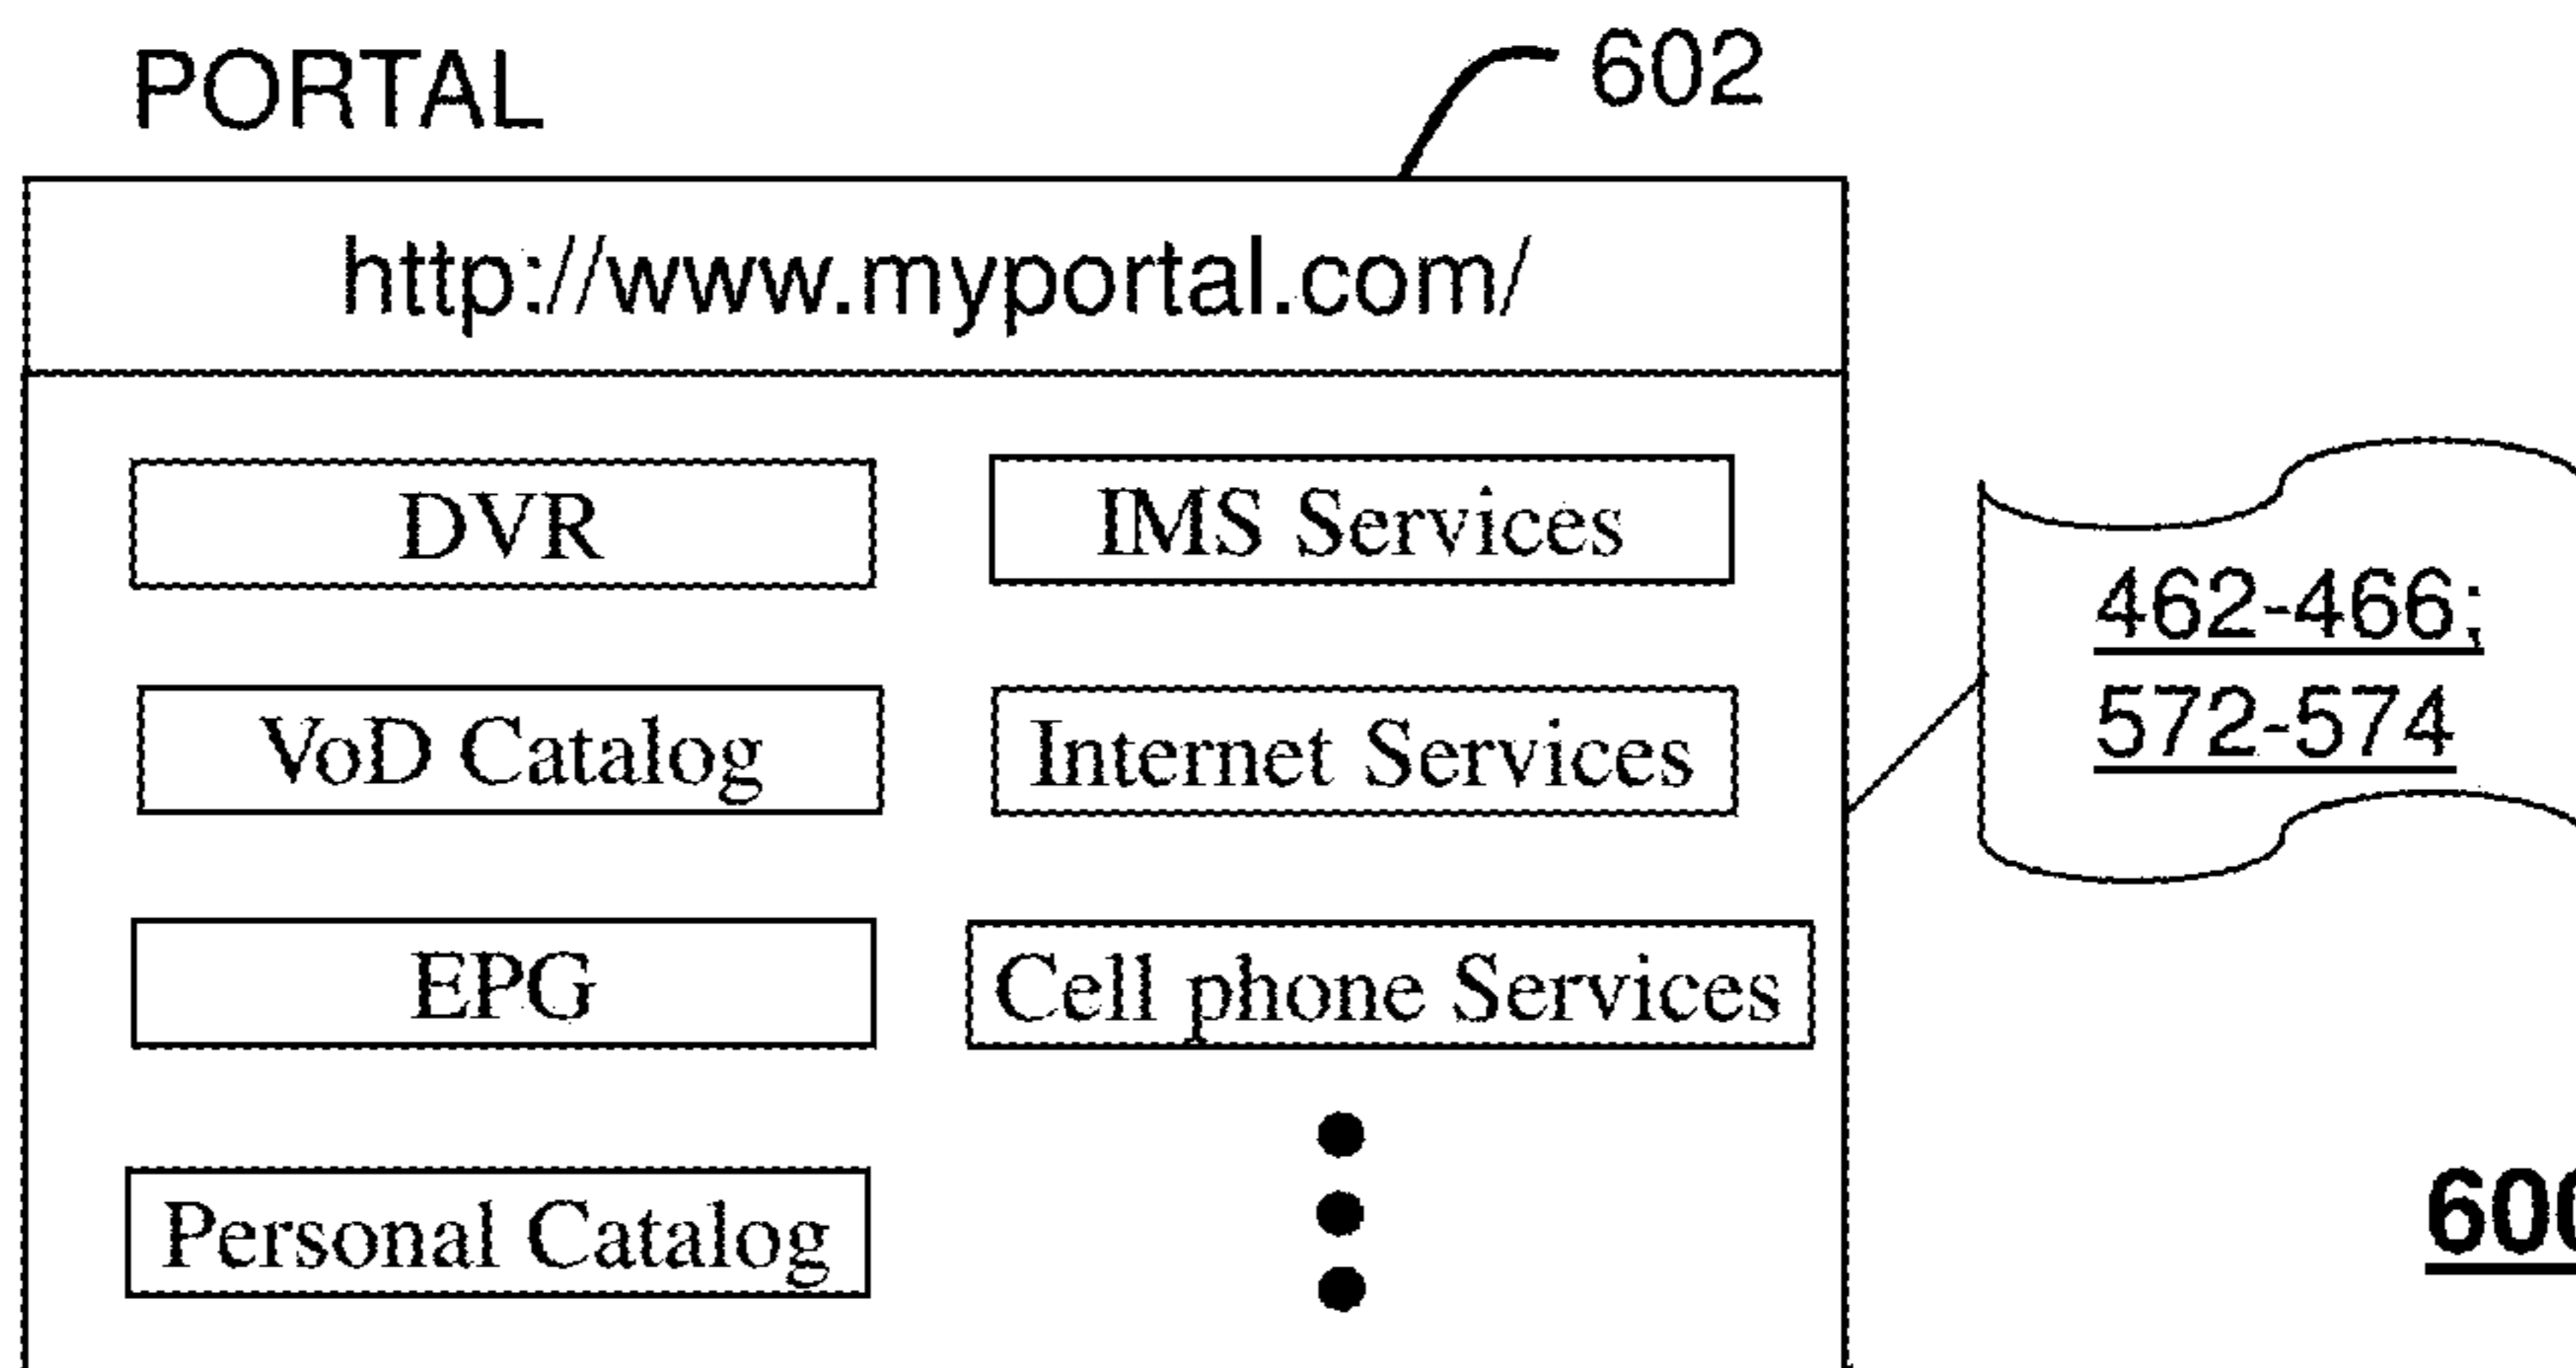 PORTAL
602
http://www.myportal.com/
DVR
IMS Services
462-466;
572-574
VoD Catalog
Internet Services
EPG
Cell phone Services
Personal Catalog